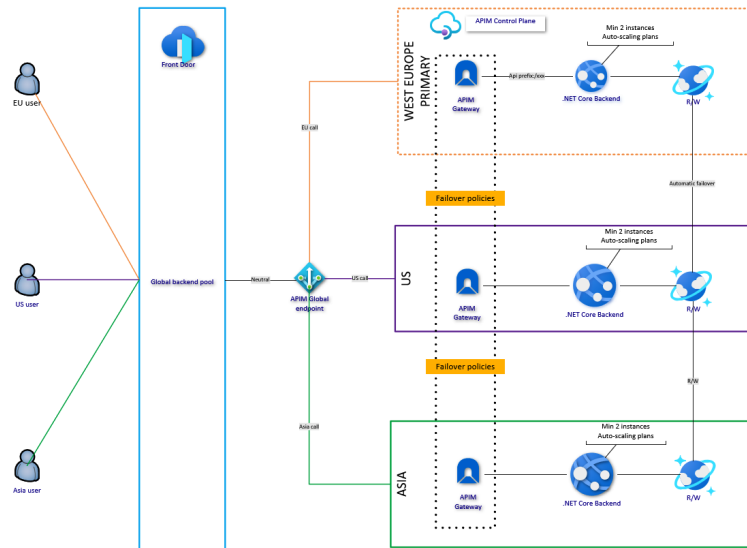 APIM Control Plane
Min 2 instances
Auto-scaling plans
Front Door
WEST EUROPE
PRIMARY
EU user
APIM
Gateway
Api prefic/xxx
.NET Core Backend
R/W
EU call
Automatic failover
Failover policies
Min 2 instances
Auto-scaling plans
US user
Global backend pool
Neutral
APIM Global
endpoint
US call
US
APIM
Gateway
.NET Core Backend
R/W
Failover policies
R/W
Asia call
Min 2 instances
Auto-scaling plans
Asia user
ASIA
APIM
Gateway
.NET Core Backend
R/W